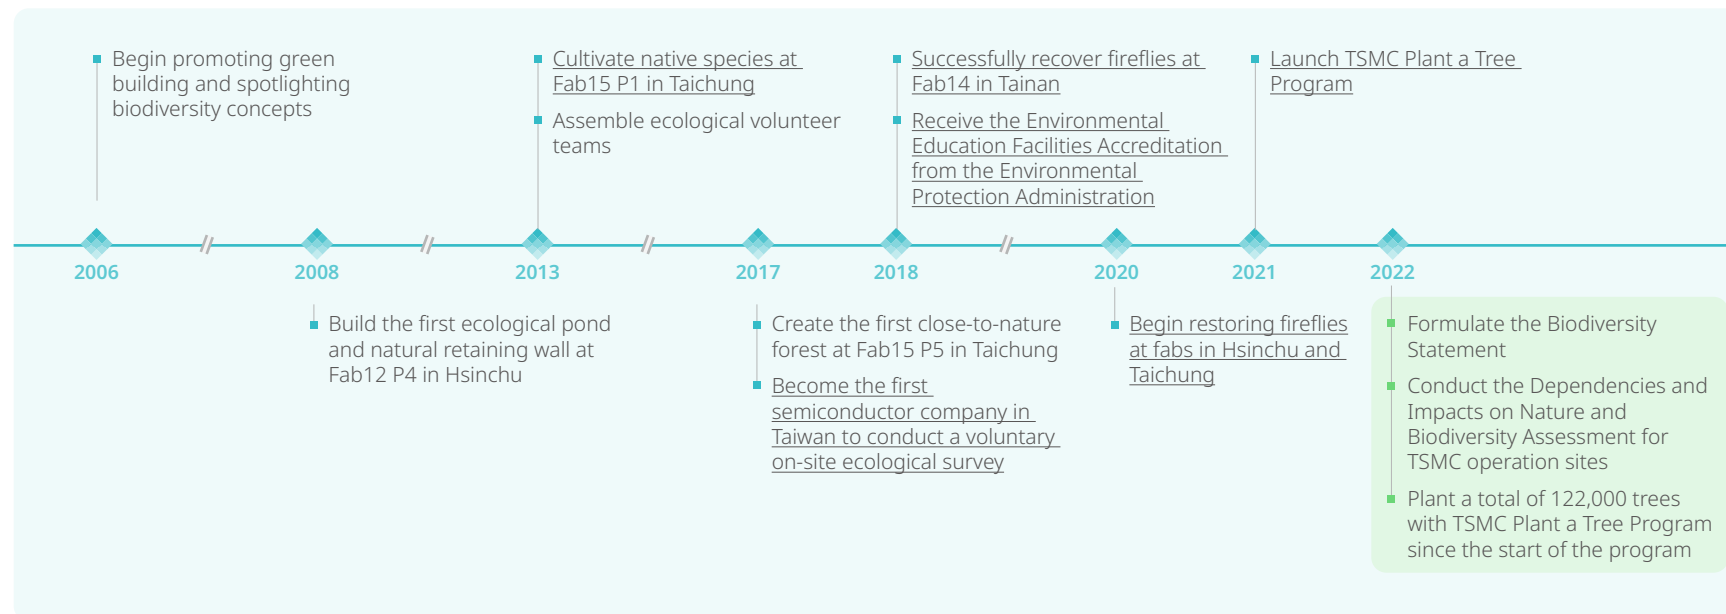 Begin promoting green
building and spotlighting
biodiversity concepts
Cultivate native species at
Fab15 P1 in Taichung
Assemble ecological volunteer
teams
Successfully recover fireflies at
Fab14 in Tainan
Receive the Environmental
Education Facilities Accreditation
from the Environmental
Protection Administration
Launch TSMC Plant a Tree
Program
2006
2008
2013
2017
2018
2020
2021
2022
Build the first ecological pond
and natural retaining wall at
Fab12 P4 in Hsinchu
Create the first close-to-nature
forest at Fab15 P5 in Taichung
Become the first
semiconductor company in
Taiwan to conduct a voluntary
on-site ecological survey
Begin restoring fireflies
at fabs in Hsinchu and
Taichung
Formulate the Biodiversity
Statement
Conduct the Dependencies and
Impacts on Nature and
Biodiversity Assessment for
TSMC operation sites
Plant a total of 122,000 trees
with TSMC Plant a Tree Program
since the start of the program